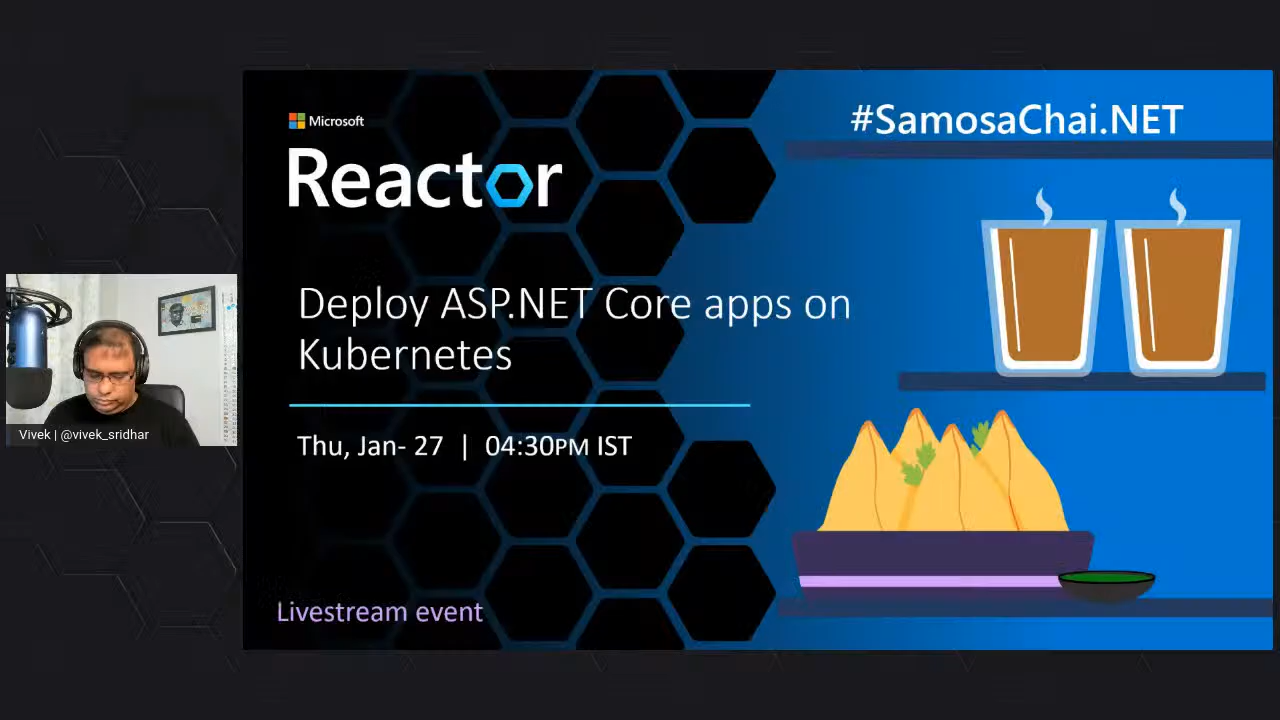 Microsoft
#SamosaChai.NET
Reactor
Deploy ASP.NET Core apps on
Kubernetes
Thu, Jan- 27 | 04:30PM IST
Vivek | @vivek_sridhar
Livestream event